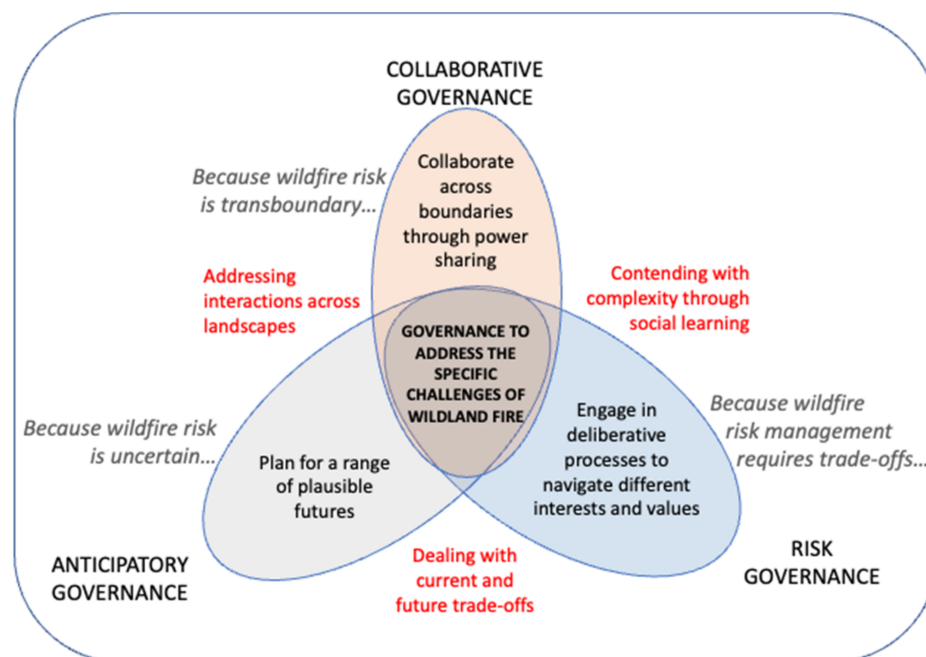 COLLABORATIVE
GOVERNANCE
Because wildfire risk
is transboundary...
Collaborate
across
boundaries
through power
sharing
Addressing
interactions across
landscapes
Contending with
complexity through
social learning
GOVERNANCE TO
ADDRESS THE
SPECIFIC
CHALLENGES OF
WILDLAND FIRE
Because wildfire risk
is uncertain...
Plan for a range
of plausible
futures
Engage in
deliberative
processes to
navigate different
interests and values
Because wildfire
risk management
requires trade-offs...
ANTICIPATORY
GOVERNANCE
Dealing with
current and
future trade-offs
RISK
GOVERNANCE